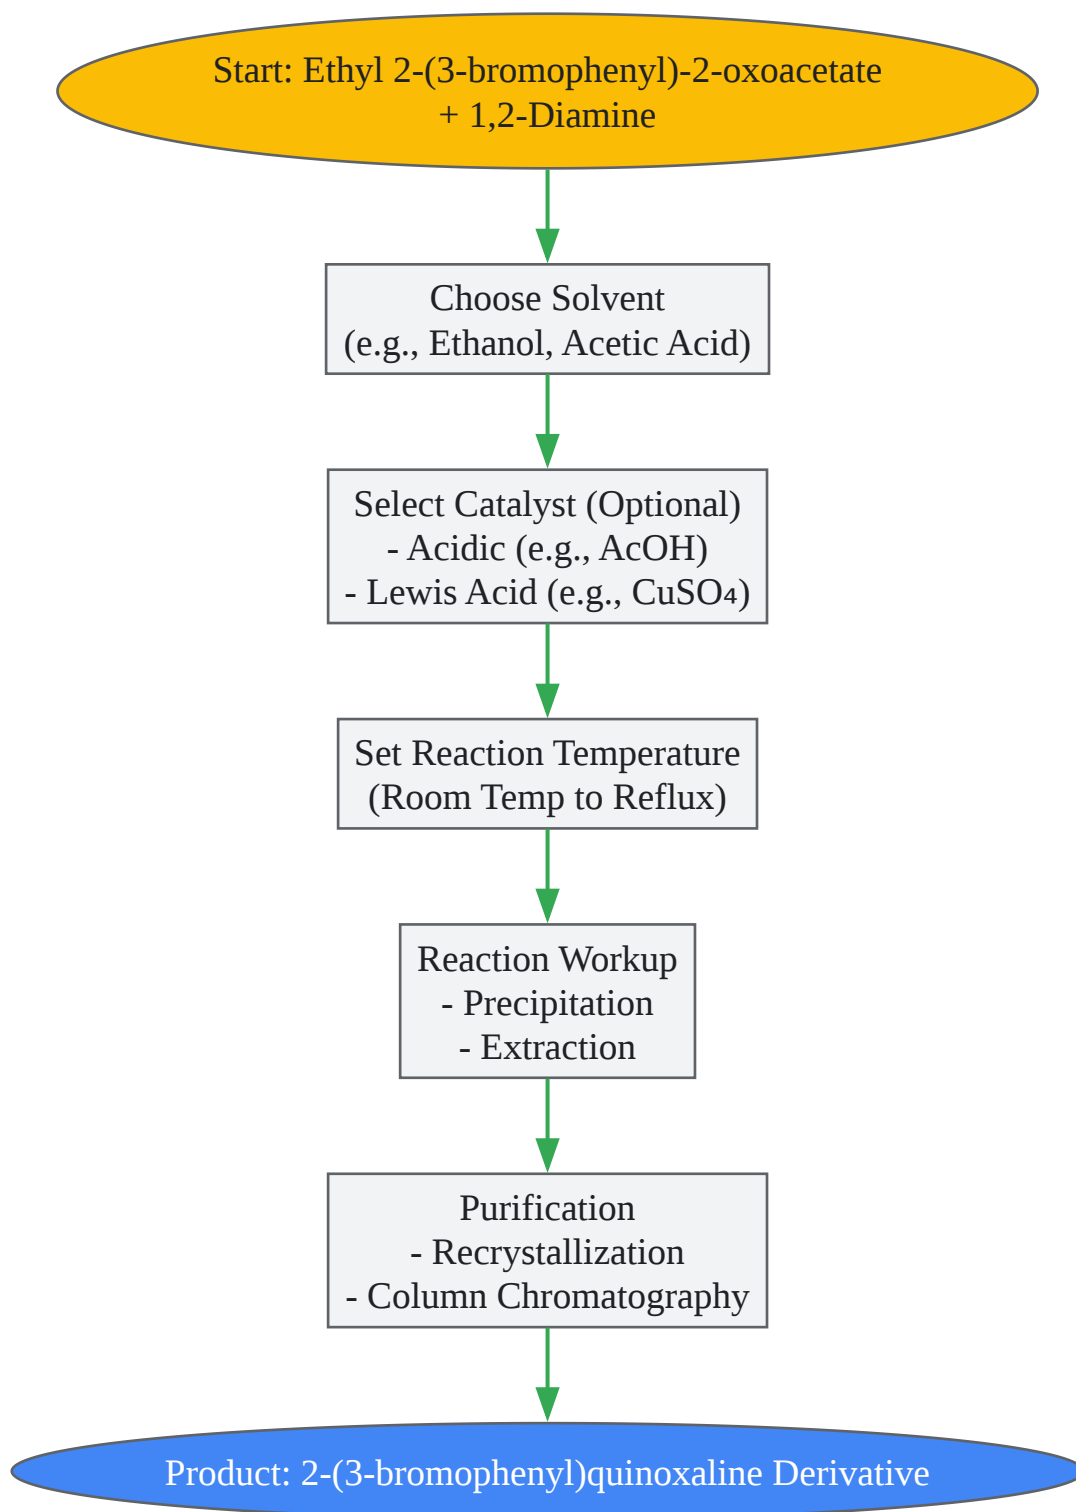 Start: Ethyl 2-(3-bromophenyl)-2-oxoacetate
+ 1,2-Diamine
Choose Solvent
(e.g., Ethanol, Acetic Acid)
Select Catalyst (Optional)
- Acidic (e.g., AcOH)
- Lewis Acid (e.g., CuSO₄)
Set Reaction Temperature
(Room Temp to Reflux)
Reaction Workup
- Precipitation
- Extraction
Purification
- Recrystallization
- Column Chromatography
Product: 2-(3-bromophenyl)quinoxaline Derivative